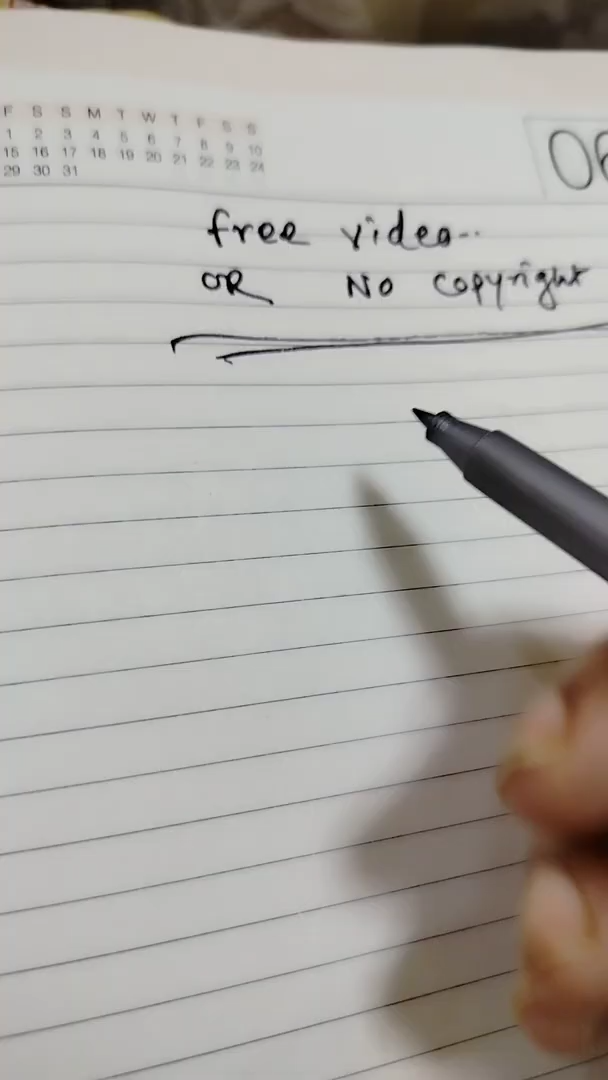 F S S M T W T F S S
1 2 3 4 5 6 7 8 9 10
15 16 17 18 19 20 21 22 23 24
29 30 31
06
free video..
OR No copyright